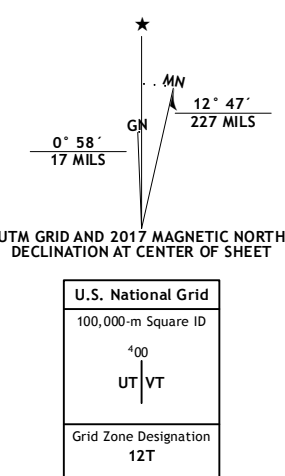 ★
MN
GN
12° 47´
227 MILS
0° 58´
17 MILS
UTM GRID AND 2017 MAGNETIC NORTH
DECLINATION AT CENTER OF SHEET
U.S. National Grid
100,000-m Square ID
⁴00
UT VT
Grid Zone Designation
12T